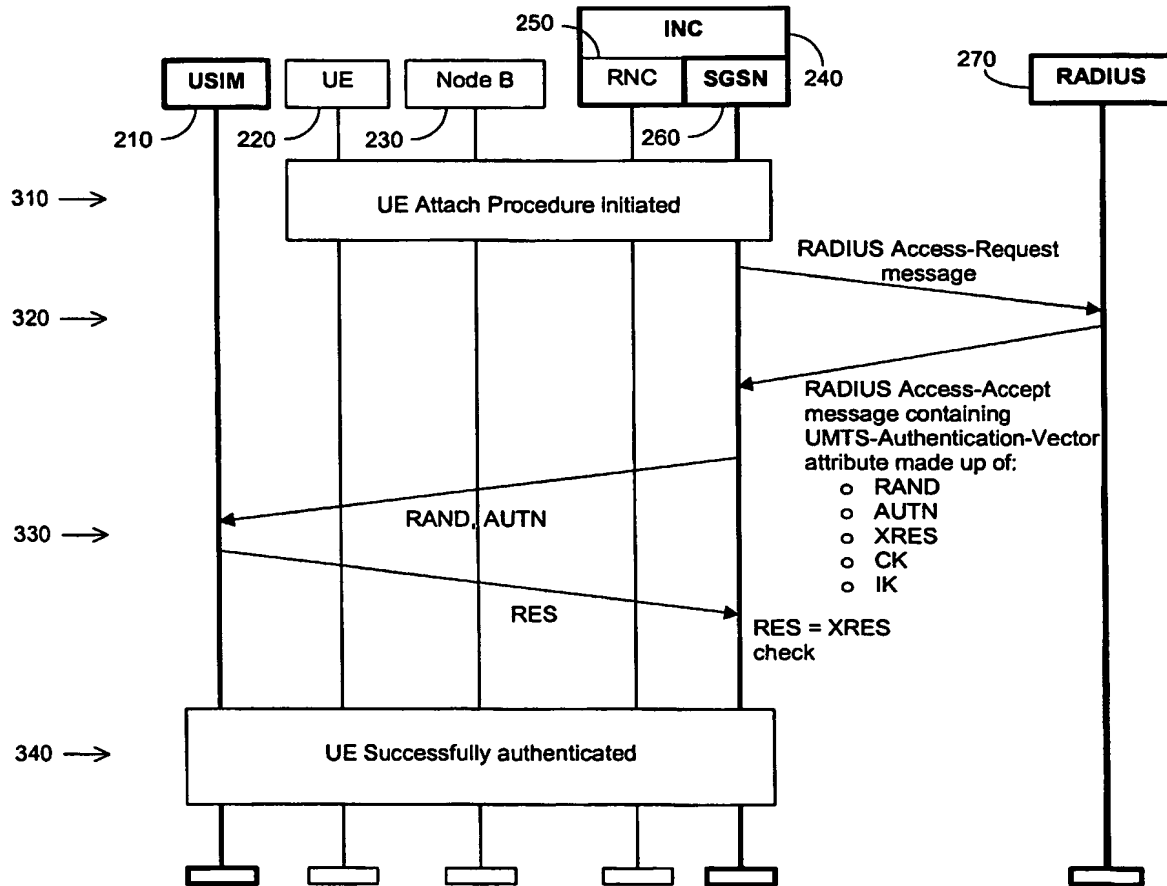 250
INC
USIM
UE
Node B
RNC
SGSN
240
270
RADIUS
210
220
230
260
310
UE Attach Procedure initiated
RADIUS Access-Request
message
320
RADIUS Access-Accept
message containing
UMTS-Authentication-Vector
attribute made up of:
o RAND
o AUTN
o XRES
o CK
o IK
RAND, AUTN
330
RES
RES = XRES
check
340
UE Successfully authenticated